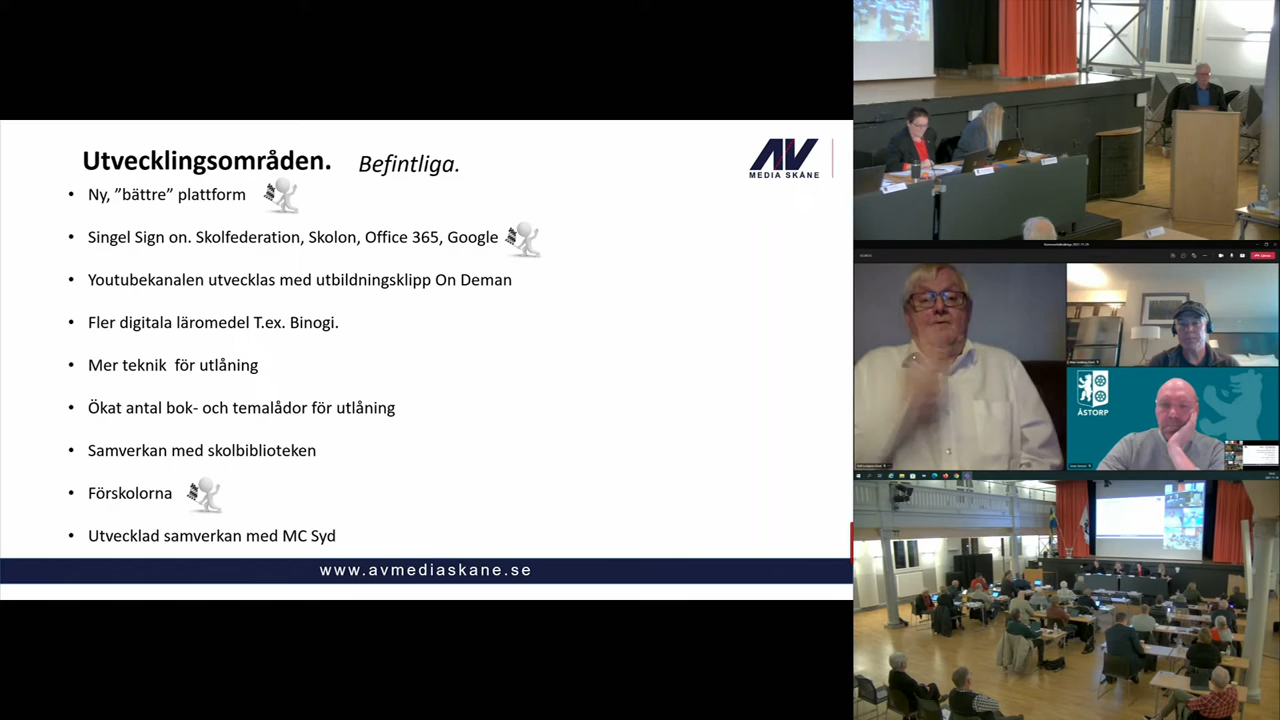 Utvecklingsområden. Befintliga.
AV
MEDIA SKÅNE
• Ny, ”bättre” plattform
• Singel Sign on. Skolfederation, Skolon, Office 365, Google
• Youtubekanalen utvecklas med utbildningsklipp On Deman
• Fler digitala läromedel T.ex. Binogi.
• Mer teknik för utlåning
• Ökat antal bok- och temalådor för utlåning
• Samverkan med skolbiblioteken
• Förskolorna
• Utvecklad samverkan med MC Syd
www.avmediaskane.se
ÅSTORP